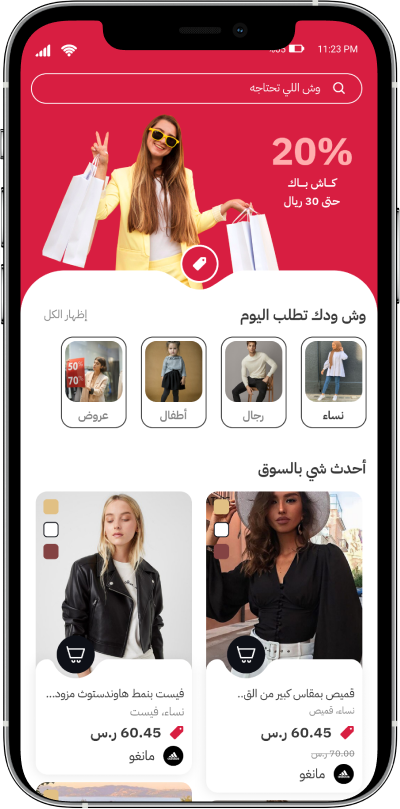 11:23 PM
وش اللي تحتاجه
20%
كــاش بــاك
حتى 30 ريال
وش ودك تطلب اليوم
إظهار الكل
نساء
رجال
أطفال
عروض
50
70%
أحدث شي بالسوق
قميص بمقاس كبير من الق..
نساء، قميص
60.45 ر.س
70.00 ر.س
مانغو
فيست بنمط هاوندستوث مزود...
نساء، فيست
60.45 ر.س
مانغو